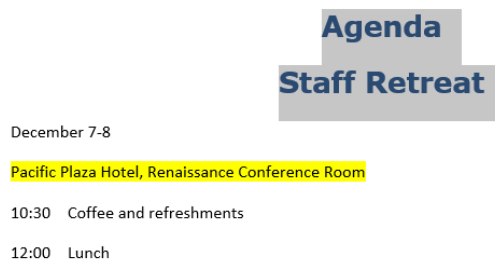 Agenda
Staff Retreat
December 7-8
Pacific Plaza Hotel, Renaissance Conference Room
10:30 Coffee and refreshments
12:00 Lunch